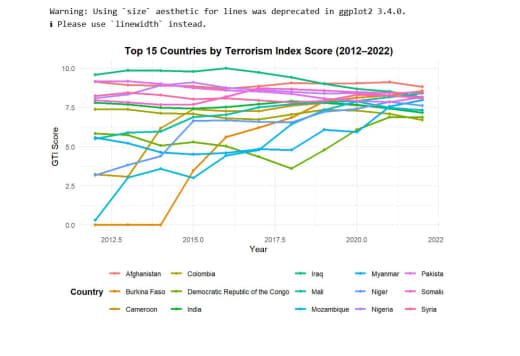 Warning: Using `size` aesthetic for lines was deprecated in ggplot2 3.4.0.
ℹ Please use `linewidth` instead.
Top 15 Countries by Terrorism Index Score (2012–2022)
10.0
7.5
5.0
2.5
0.0
GTI Score
2012.5 2015.0 2017.5 2020.0 2022
Year
Country
Afghanistan Colombia Iraq Myanmar Pakista
Burkina Faso Democratic Republic of the Congo Mali Niger Somali
Cameroon India Mozambique Nigeria Syria